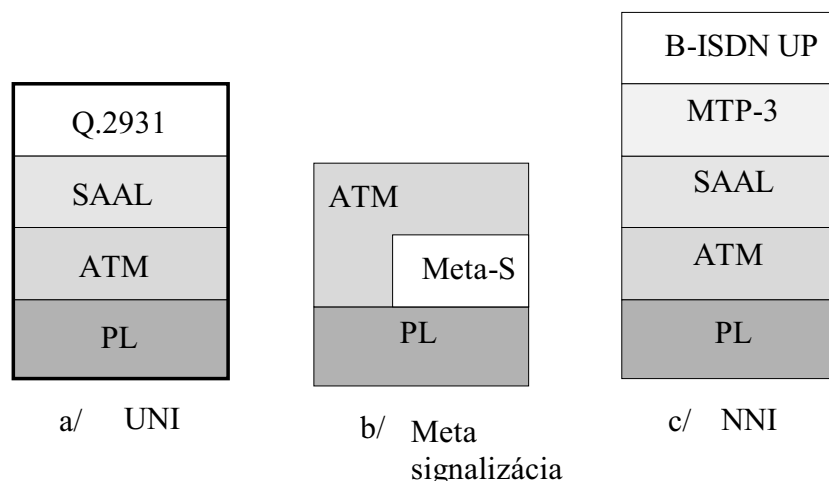 Q.2931
SAAL
ATM
PL
a/ UNI
ATM
Meta-S
PL
b/ Meta
signalizácia
B-ISDN UP
MTP-3
SAAL
ATM
PL
c/ NNI